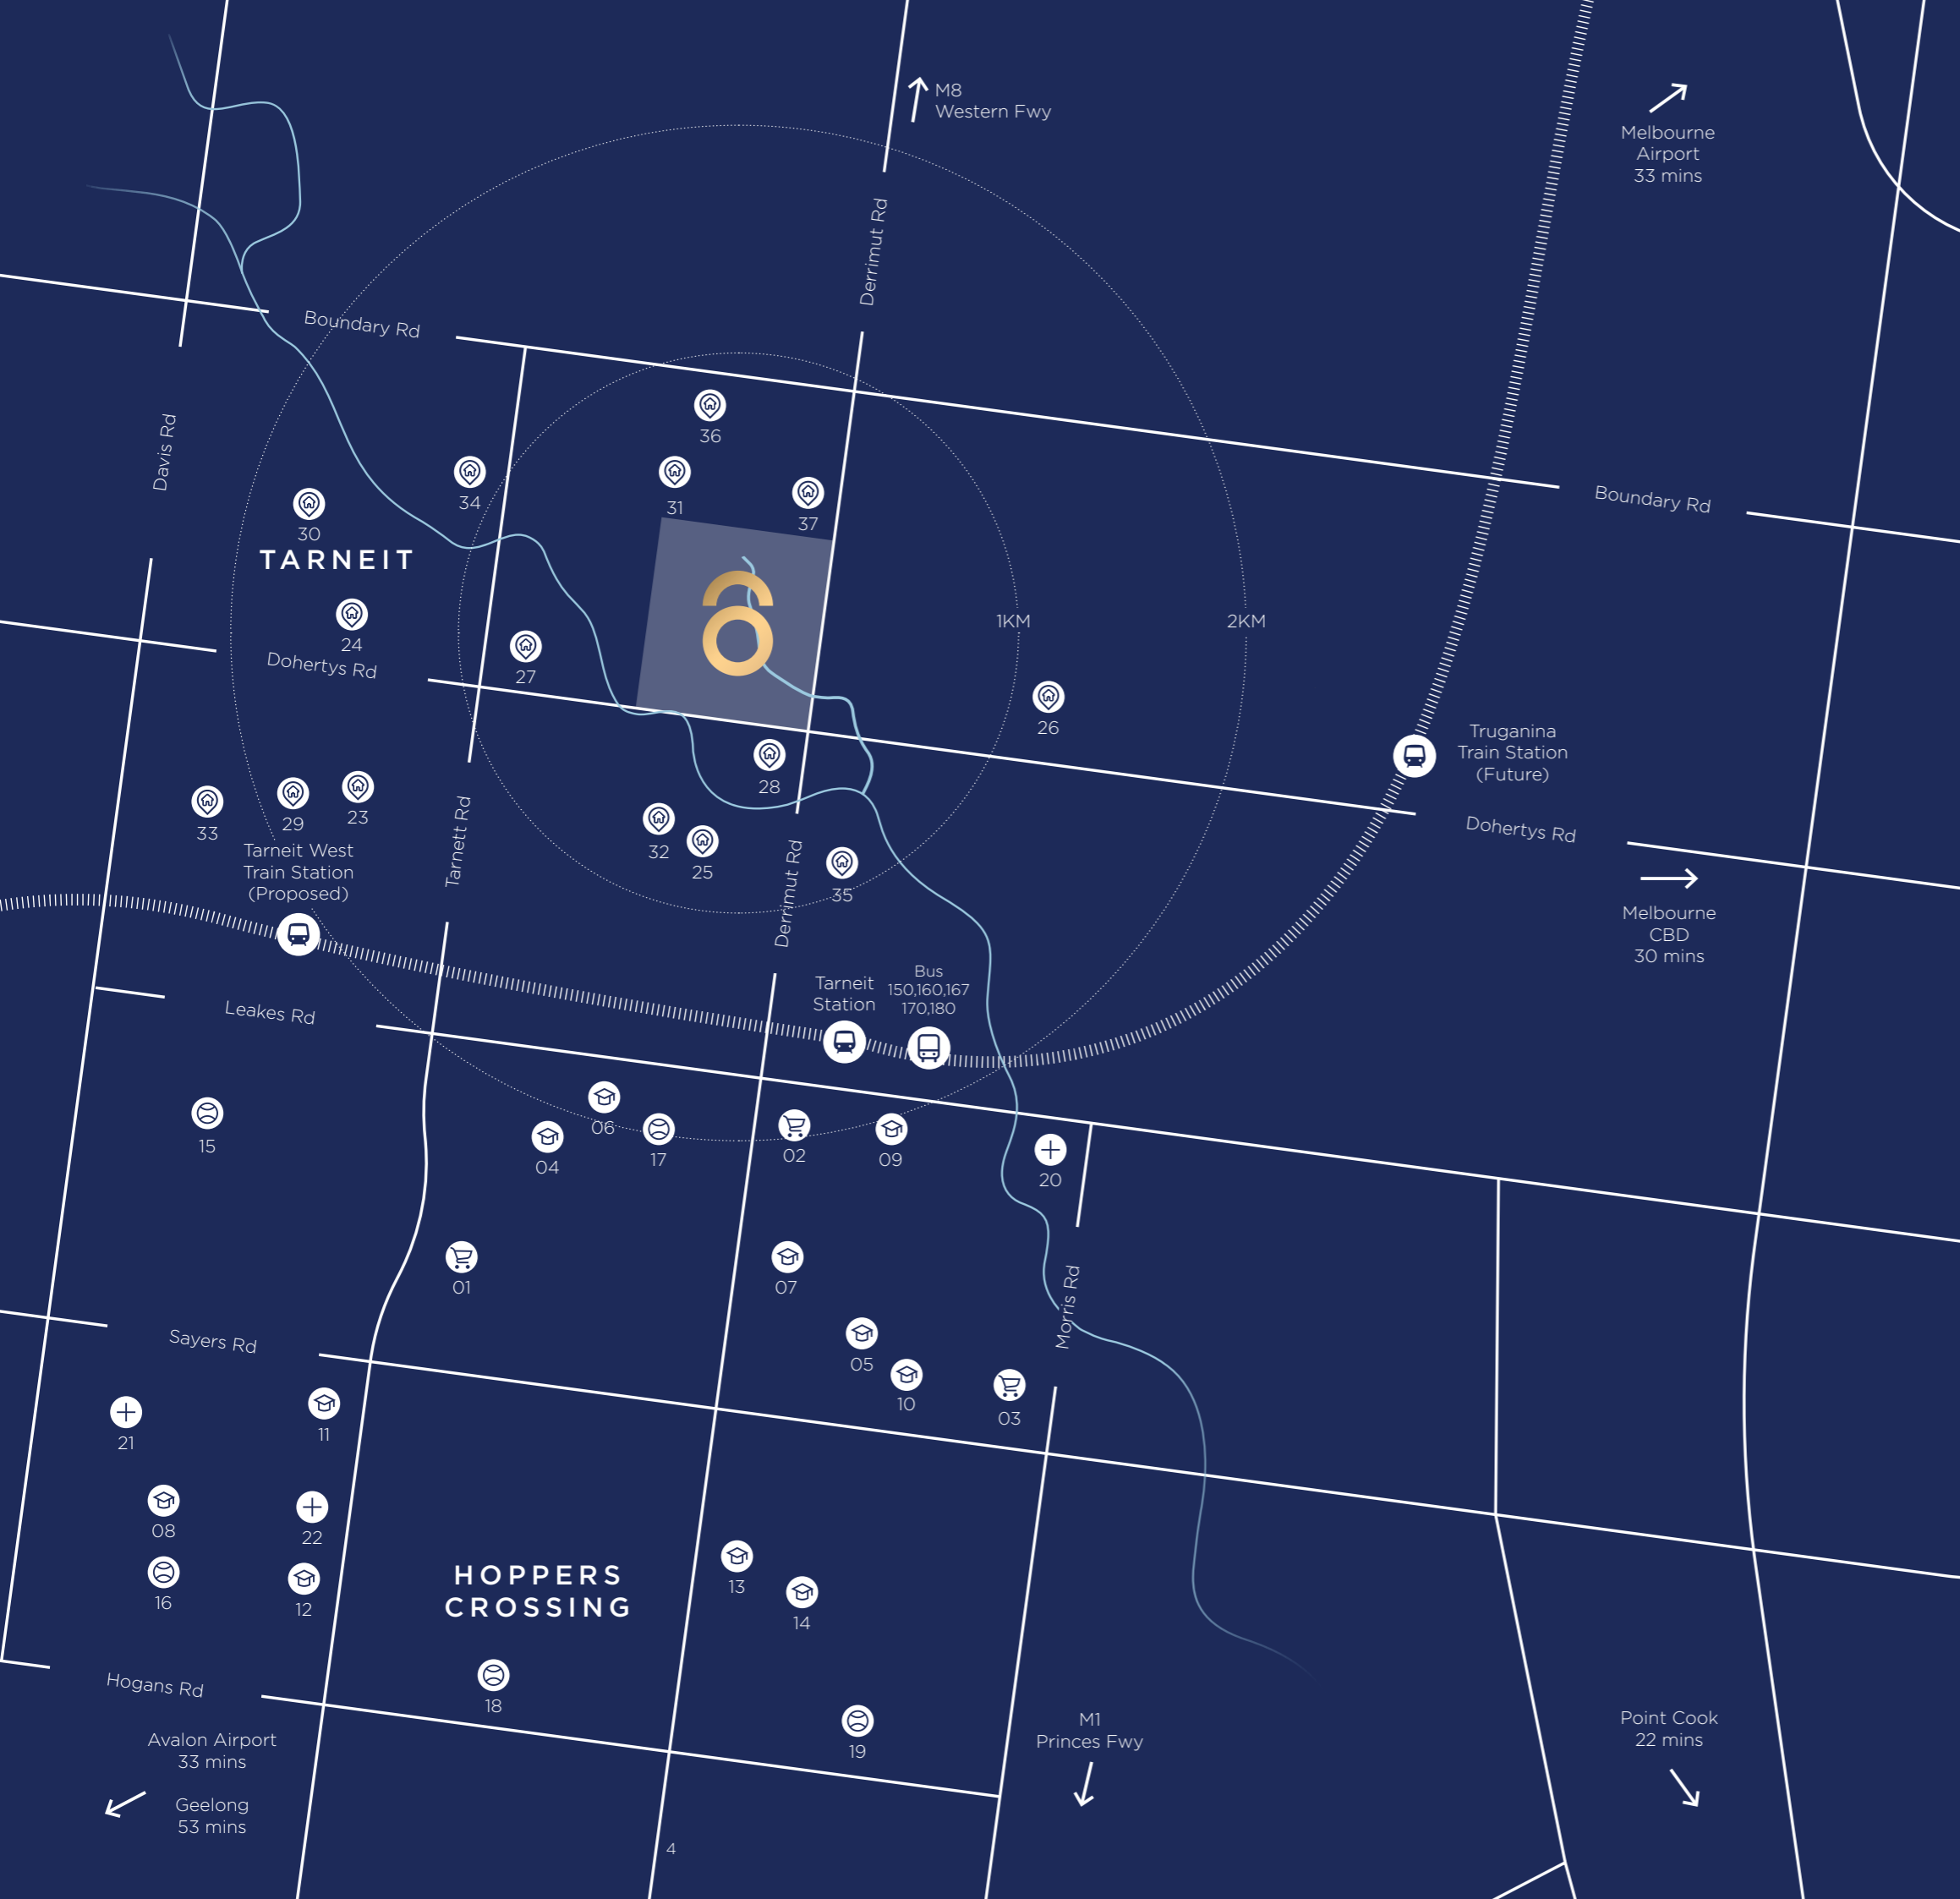 M8
Western Fwy
Melbourne
Airport
33 mins
Derrimut Rd
Boundary Rd
Davis Rd
36
34
31
37
30
TARNEIT
Boundary Rd
24
27
1KM
2KM
Dohertys Rd
26
28
Truganina
Train Station
(Future)
33
29
23
32
25
35
Tarneit West
Train Station
(Proposed)
Tarnett Rd
Derrimut Rd
Dohertys Rd
Melbourne
CBD
30 mins
Leakes Rd
Tarneit
Station
Bus
150,160,167
170,180
15
04
06
17
02
09
20
01
07
Morris Rd
Sayers Rd
05
10
03
21
11
08
22
16
12
HOPPERS
CROSSING
13
14
18
19
Hogans Rd
Avalon Airport
33 mins
Geelong
53 mins
M1
Princes Fwy
Point Cook
22 mins
4